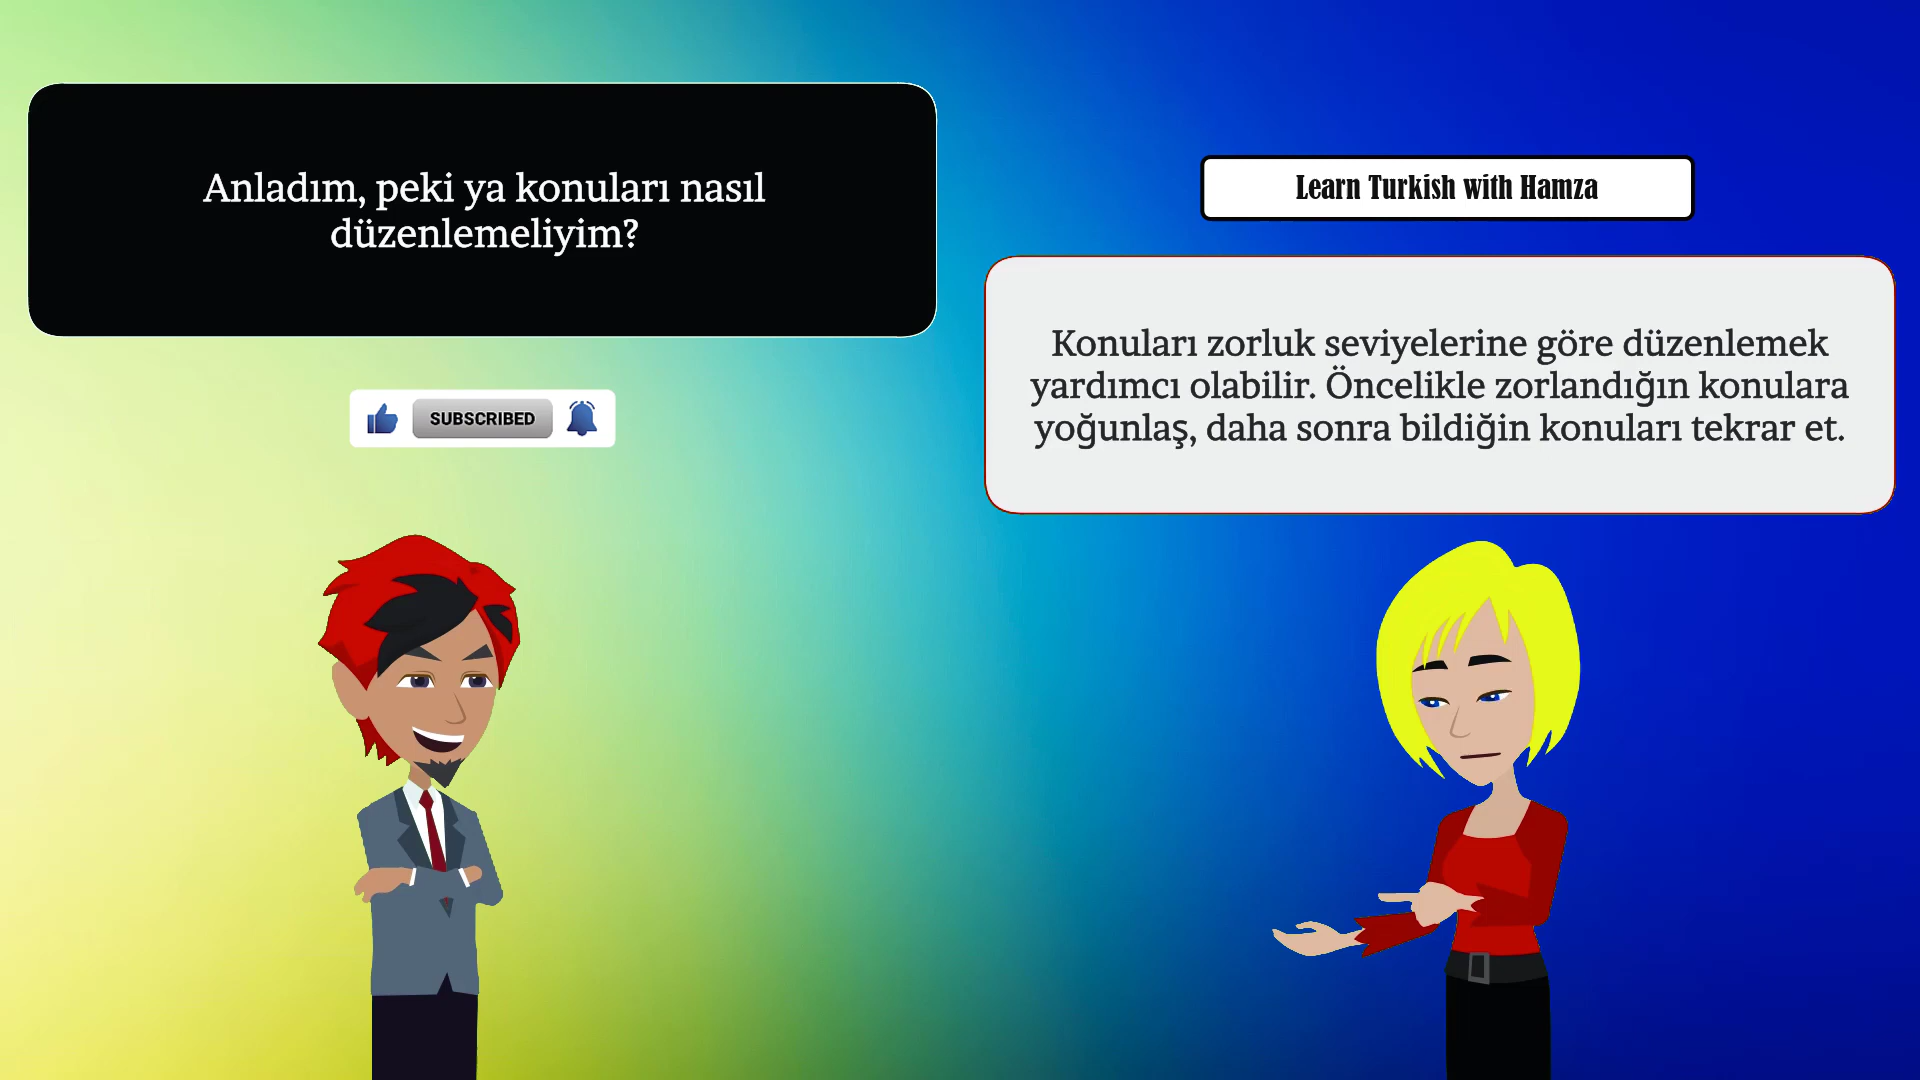 Anladım, peki ya konuları nasıl
düzenlemeliyim?
SUBSCRIBED
Learn Turkish with Hamza
Konuları zorluk seviyelerine göre düzenlemek
yardımcı olabilir. Öncelikle zorlandığın konulara
yoğunlaş, daha sonra bildiğin konuları tekrar et.